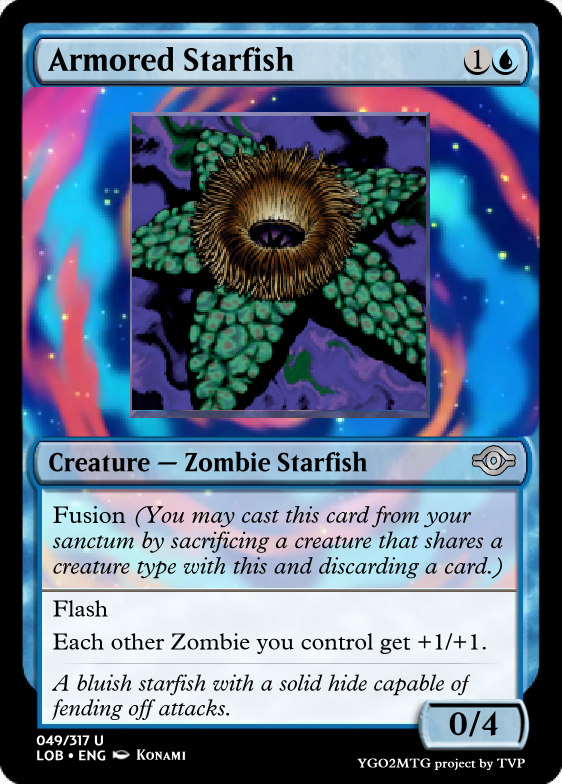 Armored Starfish 1
Creature — Zombie Starfish
Fusion (You may cast this card from your
sanctum by sacrificing a creature that shares a
creature type with this and discarding a card.)
Flash
Each other Zombie you control get +1/+1.
A bluish starfish with a solid hide capable of
fending off attacks.
0/4
049/317 U
LOB • ENG KONAMI
YGO2MTG project by TVP